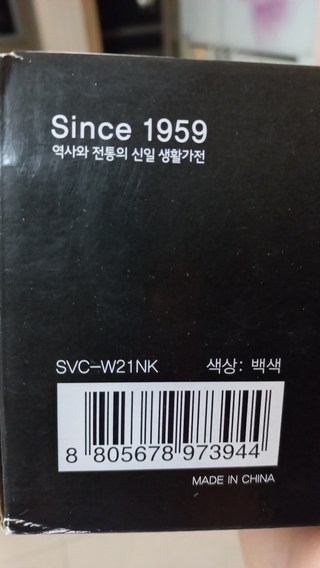 Since 1959
역사와 전통의 신일 생활가전
SVC-W21NK 색상: 백색
8 805678 973944
MADE IN CHINA